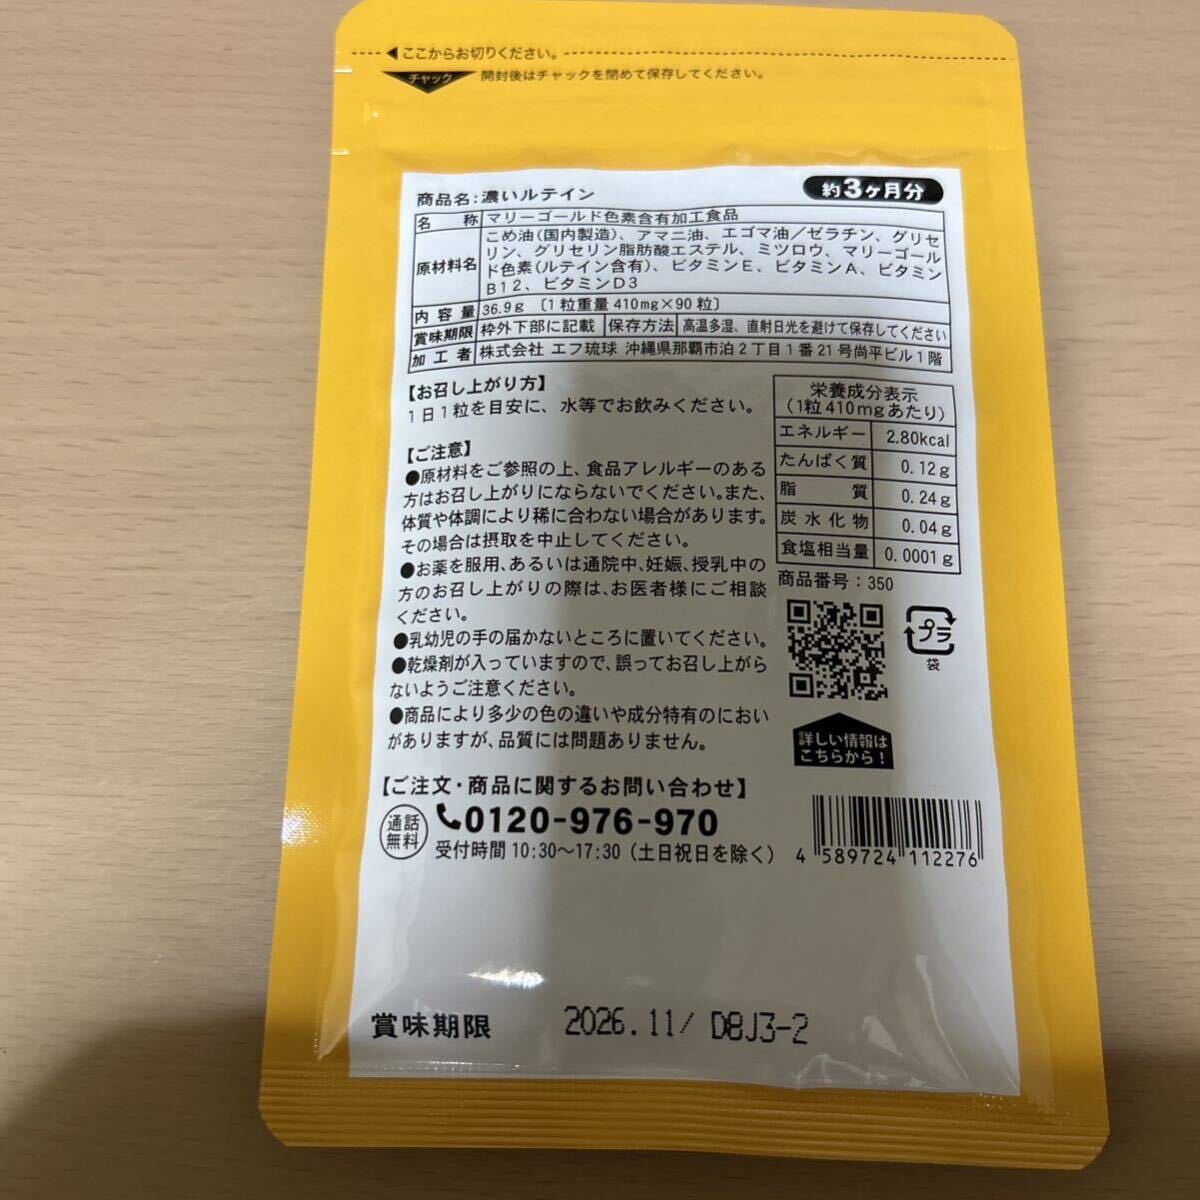 ◀ここからお切りください。
チャック 開封後はチャックを閉めて保存してください。
商品名:濃いルテイン
約3ヶ月分
名称 マリーゴールド色素含有加工食品
原材料名 こめ油(国内製造)、アマニ油、エゴマ油／ゼラチン、グリセ
リン、グリセリン脂肪酸エステル、ミツロウ、マリーゴール
ド色素(ルテイン含有)、ビタミンE、ビタミンA、ビタミン
B12、ビタミンD3
内容量 36.9g 〔1粒重量410mg×90粒〕
賞味期限 枠外下部に記載 保存方法 高温多湿、直射日光を避けて保存してください
加工者 株式会社 エフ琉球 沖縄県那覇市泊2丁目1番21号尚平ビル1階
【お召し上がり方】
1日1粒を目安に、水等でお飲みください。
【ご注意】
●原材料をご参照の上、食品アレルギーのある
方はお召し上がりにならないでください。また、
体質や体調により稀に合わない場合があります。
その場合は摂取を中止してください。
●お薬を服用、あるいは通院中、妊娠、授乳中の
方のお召し上がりの際は、お医者様にご相談
ください。
●乳幼児の手の届かないところに置いてください。
●乾燥剤が入っていますので、誤ってお召し上がら
ないようご注意ください。
●商品により多少の色の違いや成分特有のにおい
がありますが、品質には問題ありません。
栄養成分表示
(1粒410mgあたり)
エネルギー 2.80kcal
たんぱく質 0.12g
脂質 0.24g
炭水化物 0.04g
食塩相当量 0.0001g
商品番号：350
プラ
袋
詳しい情報は
こちらから！
【ご注文・商品に関するお問い合わせ】
通話
無料
0120-976-970
受付時間 10:30〜17:30 (土日祝日を除く)
4 589724 112276
賞味期限 2026.11/ D8J3-2